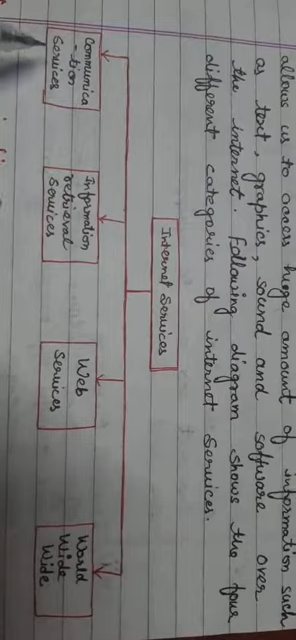 allows us to access huge amount of information such
as text, graphics, sound and software over
the internet. Following diagram shows the four
different categories of internet services.
Internet Services
Communica
-tion
Services
Information
retrieval
Services
Web
Services
World
Wide
Wide